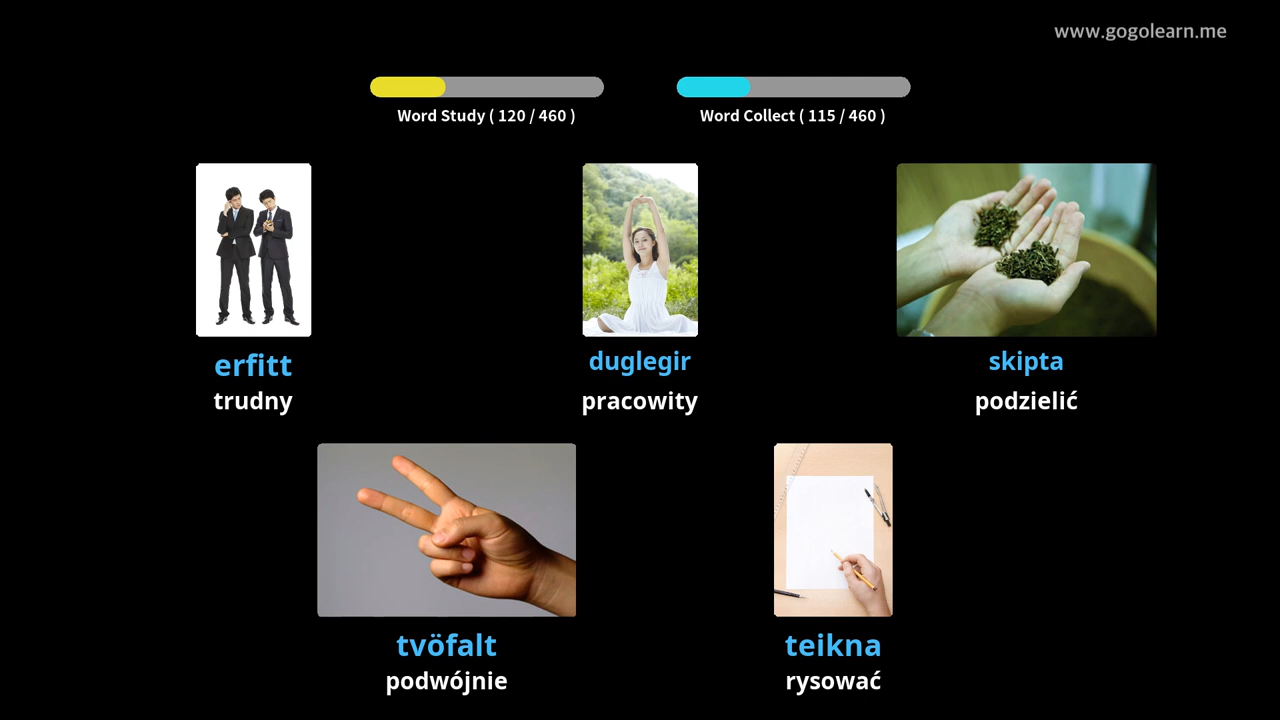 www.gogolearn.me
Word Study ( 120 / 460 )
Word Collect ( 115 / 460 )
erfitt
trudny
duglegir
pracowity
skipta
podzielić
tvöfalt
podwójnie
teikna
rysować